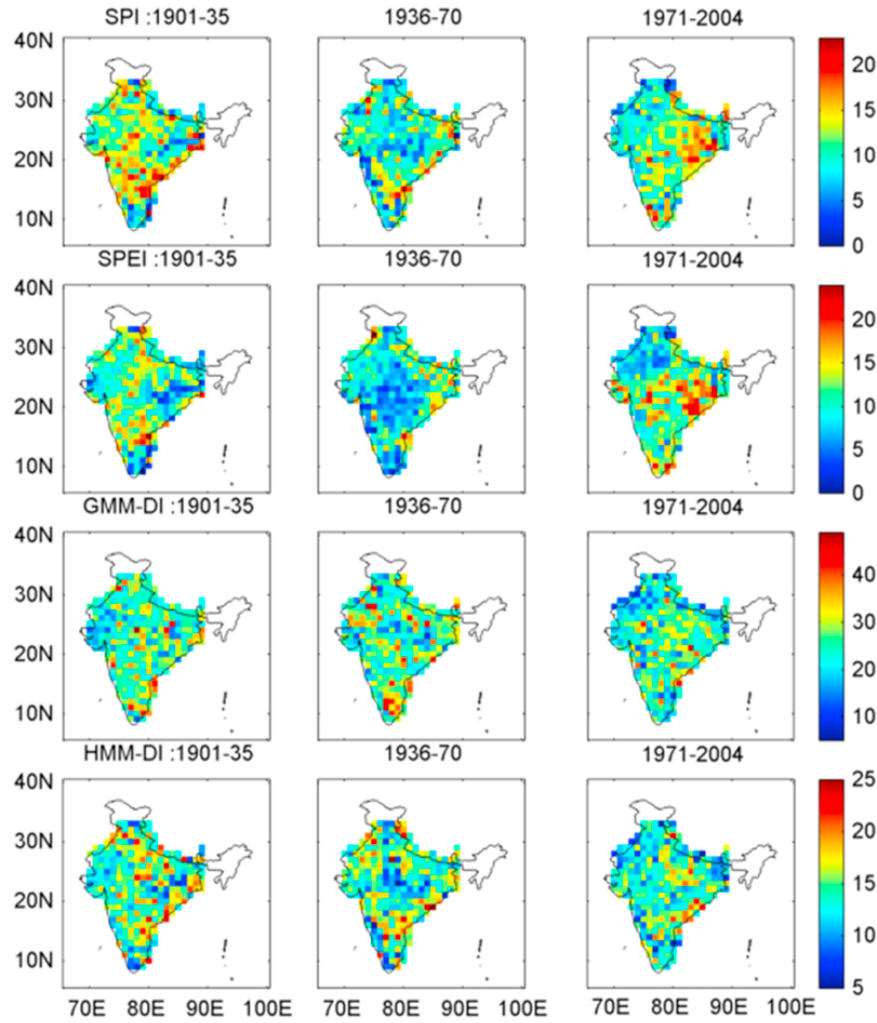 SPI :1901-35 1936-70 1971-2004
40N
30N
20N
10N
20
15
10
5
0
SPEI :1901-35 1936-70 1971-2004
40N
30N
20N
10N
20
15
10
5
0
GMM-DI :1901-35 1936-70 1971-2004
40N
30N
20N
10N
40
30
20
10
HMM-DI :1901-35 1936-70 1971-2004
40N
30N
20N
10N
25
20
15
10
5
70E 80E 90E 100E 70E 80E 90E 100E 70E 80E 90E 100E